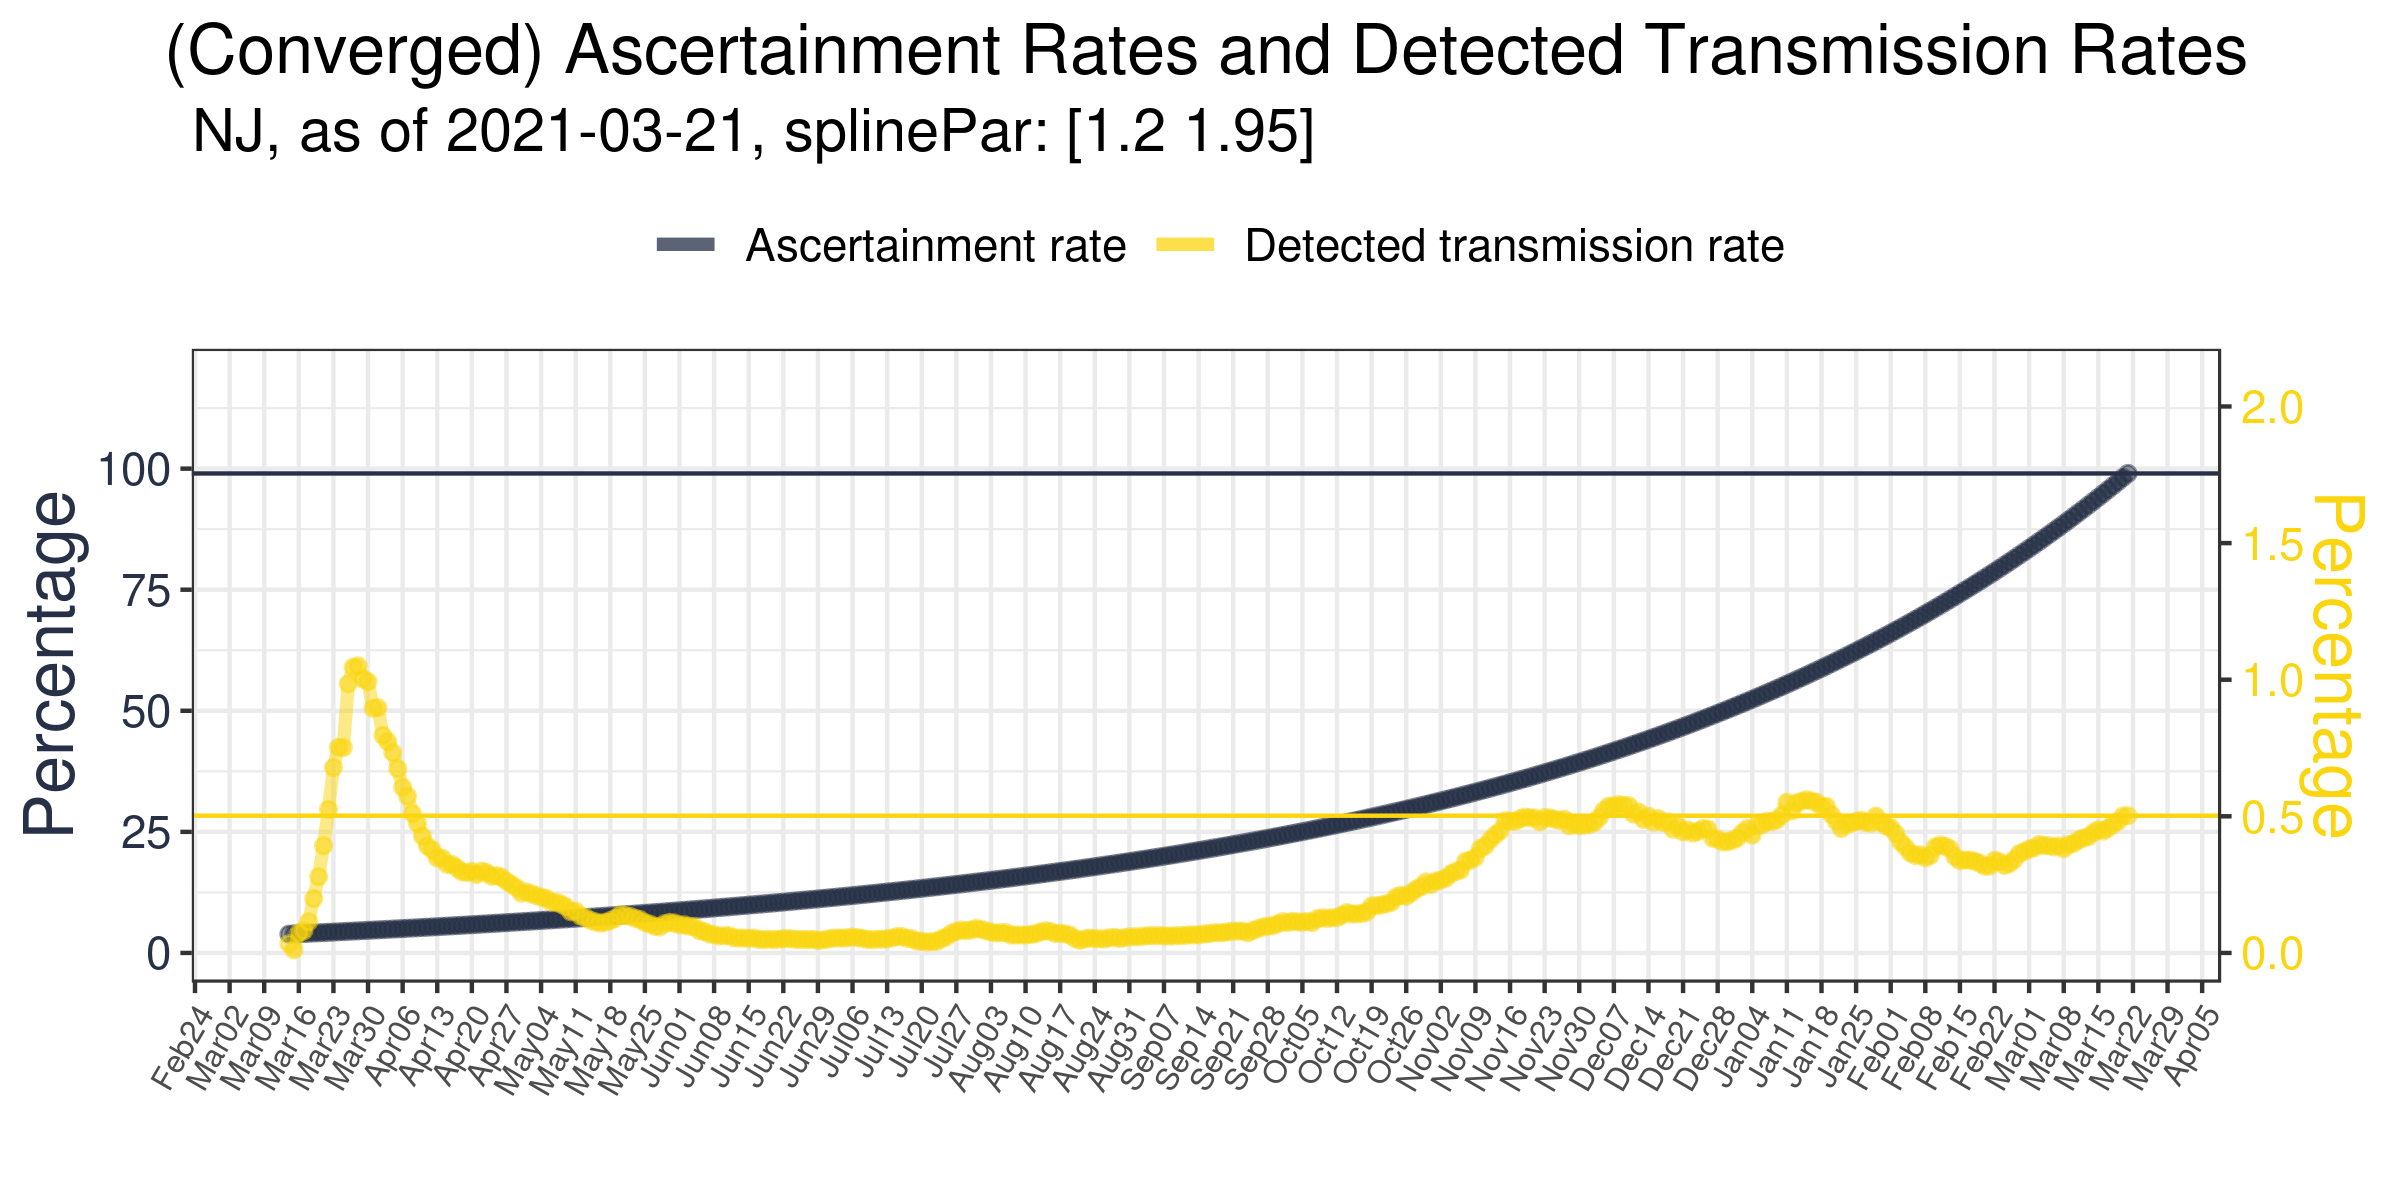 (Converged) Ascertainment Rates and Detected Transmission Rates
NJ, as of 2021-03-21, splinePar: [1.2 1.95]
Ascertainment rate
Detected transmission rate
Percentage
100
75
50
25
0
2.0
1.5
1.0
0.5
0.0
Percentage
Feb24
Mar02
Mar09
Mar16
Mar23
Mar30
Apr06
Apr13
Apr20
Apr27
May04
May11
May18
May25
Jun01
Jun08
Jun15
Jun22
Jun29
Jul06
Jul13
Jul20
Jul27
Aug03
Aug10
Aug17
Aug24
Aug31
Sep07
Sep14
Sep21
Sep28
Oct05
Oct12
Oct19
Oct26
Nov02
Nov09
Nov16
Nov23
Nov30
Dec07
Dec14
Dec21
Dec28
Jan04
Jan11
Jan18
Jan25
Feb01
Feb08
Feb15
Feb22
Mar01
Mar08
Mar15
Mar22
Mar29
Apr05